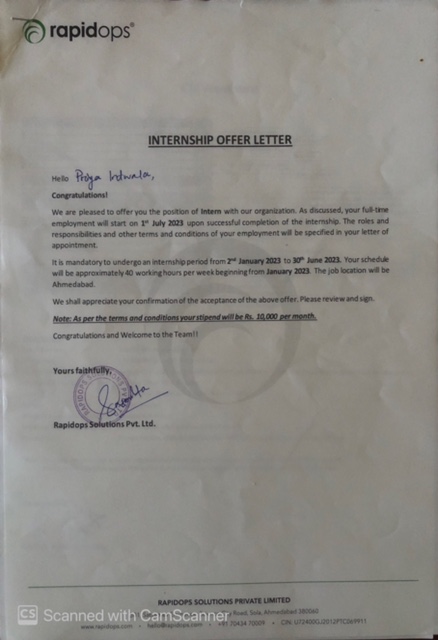 rapidops
INTERNSHIP OFFER LETTER
Hello Priya
Congratulations!
We are pleased to offer you the position of Intern with our organization. As discussed, your full-time
employment will start on 1st July 2023 upon successful completion of the internship. The roles and
responsibilities and other terms and conditions of your employment will be specified in your letter of
appointment.
It is mandatory to undergo an internship period from 2nd January 2023 to 30th June 2023. Your schedule
will be approximately 40 working hours per week beginning from January 2023. The job location will be
Ahmedabad.
We shall appreciate your confirmation of the acceptance of the above offer. Please review and sign.
Note: As per the terms and conditions your stipend will be Rs. 10,000 per month.
Congratulations and Welcome to the Team!!
Yours faithfully,
Rapidops Solutions Pvt. Ltd.
RAPIDOPS SOLUTIONS PRIVATE LIMITED
Road, Sola, Ahmedabad 380060
www.rapidops.com • hello@rapidops.com • +91 70434 70009 • CIN:
CS Scanned with CamScanner